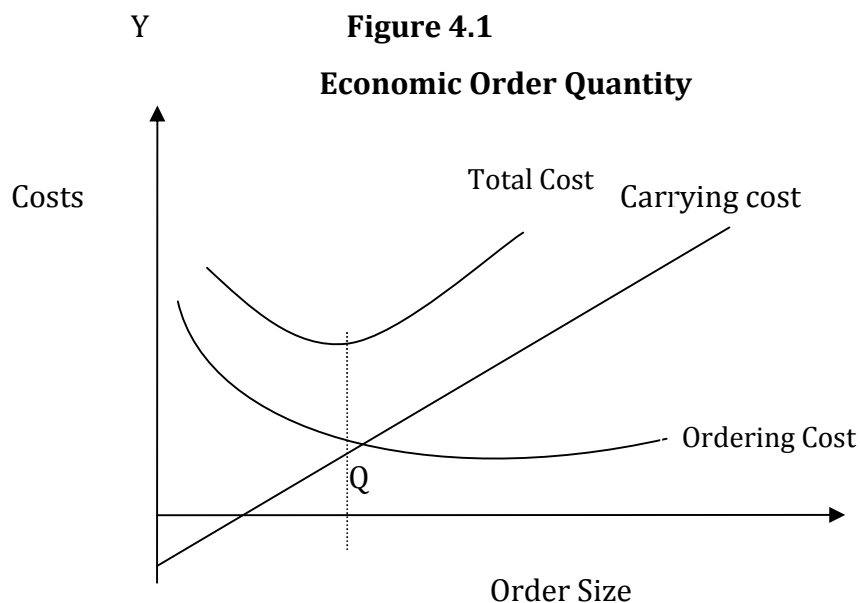 Y Figure 4.1
Economic Order Quantity
Total Cost
Costs
Carrying cost
Ordering Cost
Q
Order Size